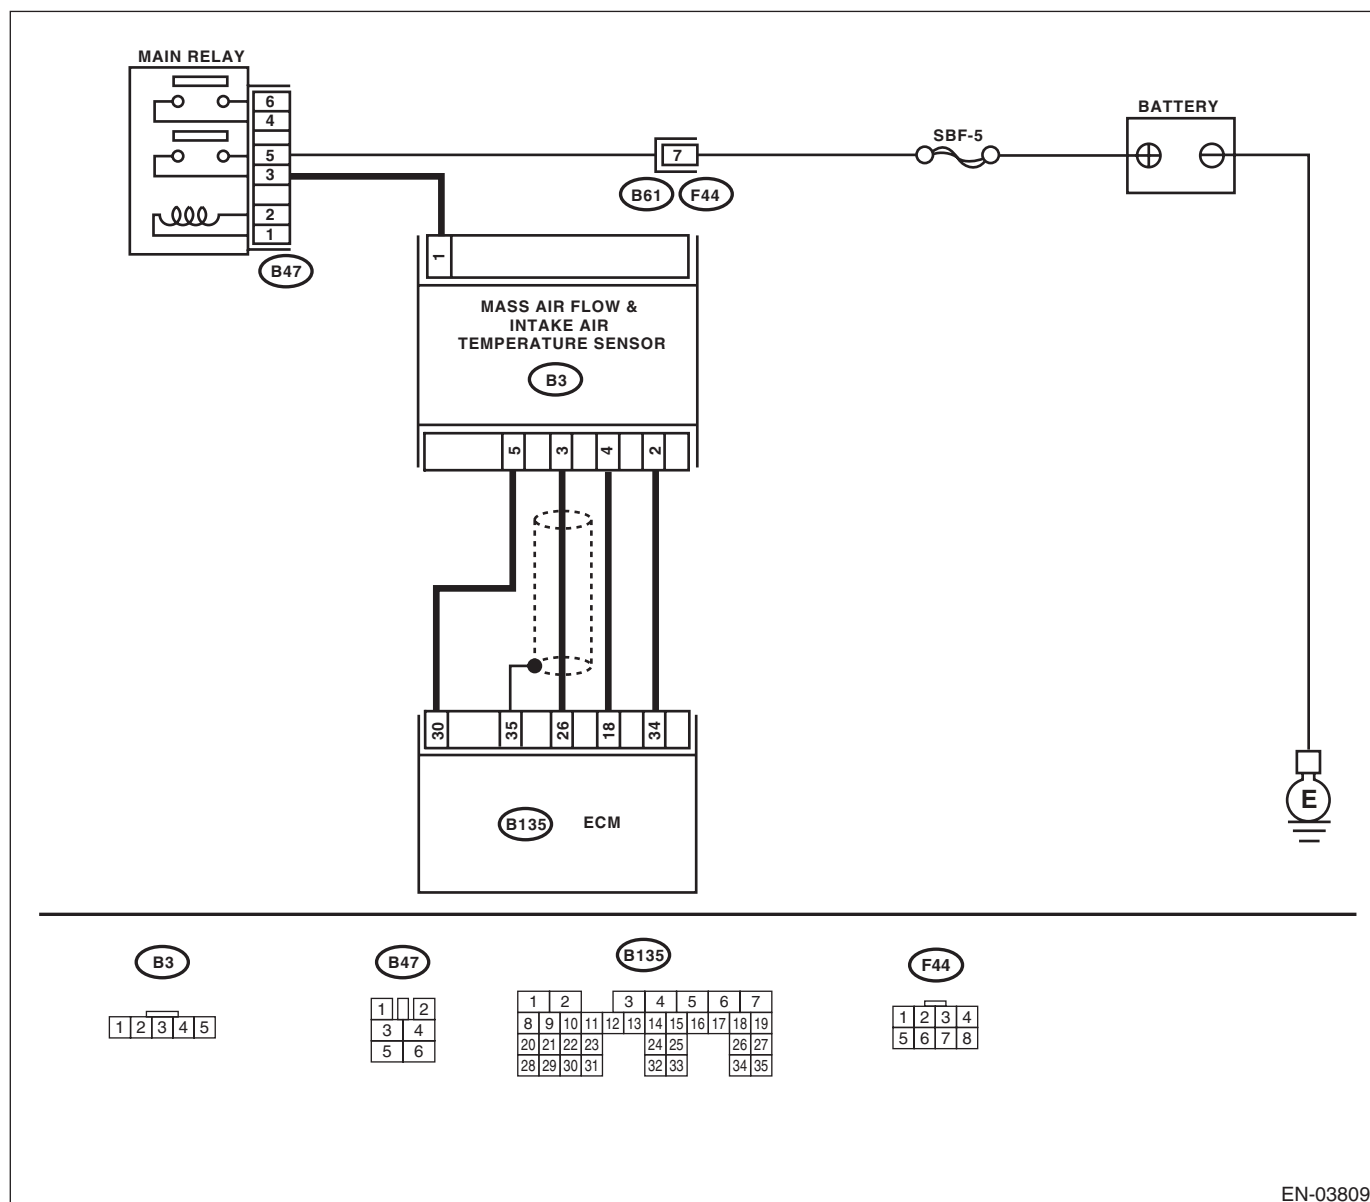 MAIN RELAY
6
4
5
3
2
1
B47
7
B61 F44
SBF-5
BATTERY
1
MASS AIR FLOW &
INTAKE AIR
TEMPERATURE SENSOR
B3
5 3 4 2
30 35 26 18 34
B135 ECM
E
B3
1 2 3 4 5
B47
1 2
3 4
5 6
B135
1 2 3 4 5 6 7
8 9 10 11 12 13 14 15 16 17 18 19
20 21 22 23 24 25 26 27
28 29 30 31 32 33 34 35
F44
1 2 3 4
5 6 7 8
EN-03809